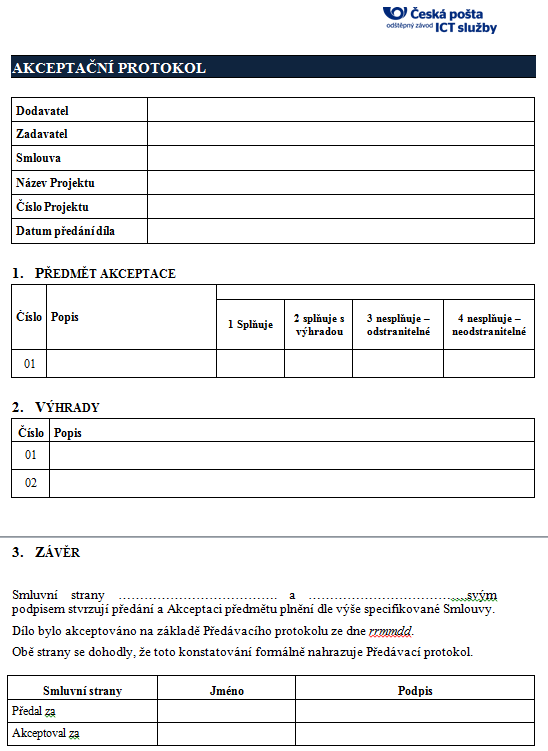 Česká pošta
odštěpný závod ICT služby
AKCEPTAČNÍ PROTOKOL
Dodavatel
Zadavatel
Smlouva
Název Projektu
Číslo Projektu
Datum předání díla
1. PŘEDMĚT AKCEPTACE
Číslo Popis
1 Splňuje
2 splňuje s výhradou
3 nesplňuje – odstranitelné
4 nesplňuje – neodstranitelné
01
2. VÝHRADY
Číslo Popis
01
02
3. ZÁVĚR
Smluvní strany ………………………………. a ……………………………,,,,svým
podpisem stvrzují předání a Akceptaci předmětu plnění dle výše specifikované Smlouvy.
Dílo bylo akceptováno na základě Předávacího protokolu ze dne rrmmdd.
Obě strany se dohodly, že toto konstatování formálně nahrazuje Předávací protokol.
Smluvní strany Jméno Podpis
Předal za
Akceptoval za